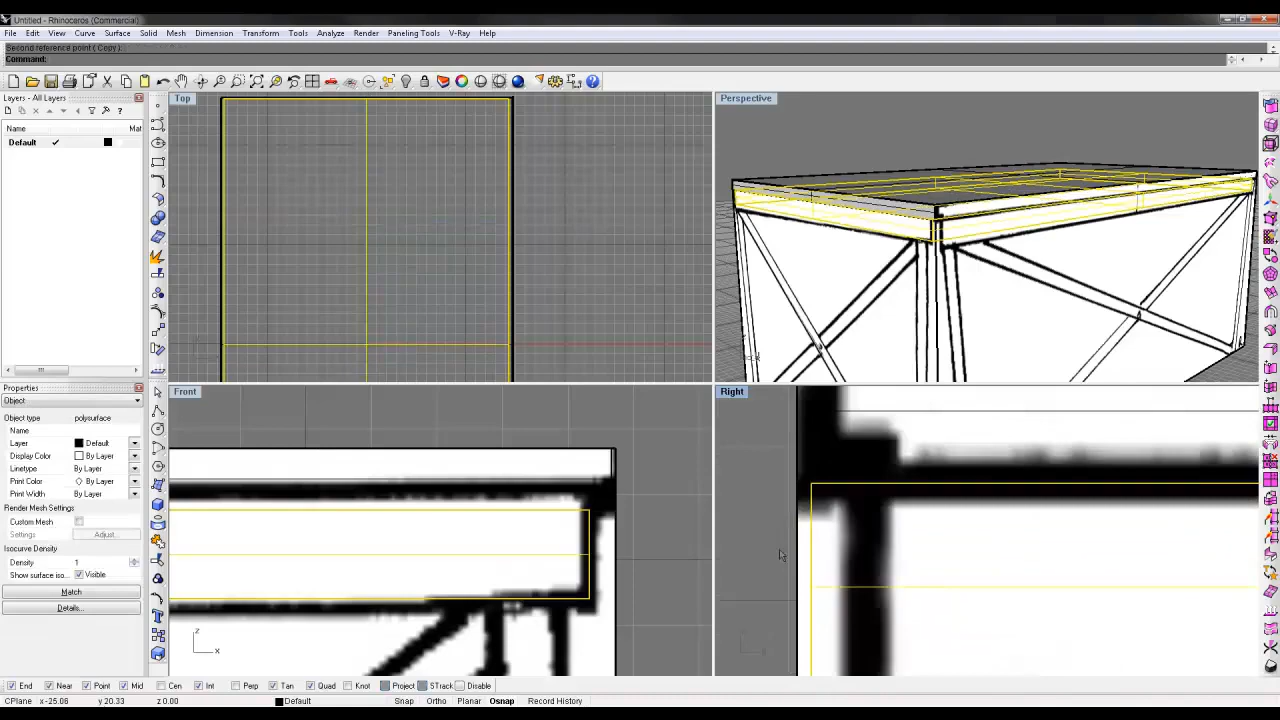 Untitled - Rhinoceros (Commercial)
File Edit View Curve Surface Solid Mesh Dimension Transform Tools Analyze Render Paneling Tools V-Ray Help
Second reference point ( Copy ):
Command:
Layers - All Layers
Name Mat
Default
Properties
Object
Object type polysurface
Name
Layer Default
Display Color By Layer
Linetype By Layer
Print Color By Layer
Print Width By Layer
Render Mesh Settings
Custom Mesh
Settings Adjust...
Isocurve Density
Density 1
Show surface iso... Visible
Match
Details...
Top
Perspective
Front
z
x
Right
End Near Point Mid Cen Int Perp Tan Quad Knot Project STrack Disable
CPlane x -25.06 y 20.33 z 0.00 Default Snap Ortho Planar Osnap Record History